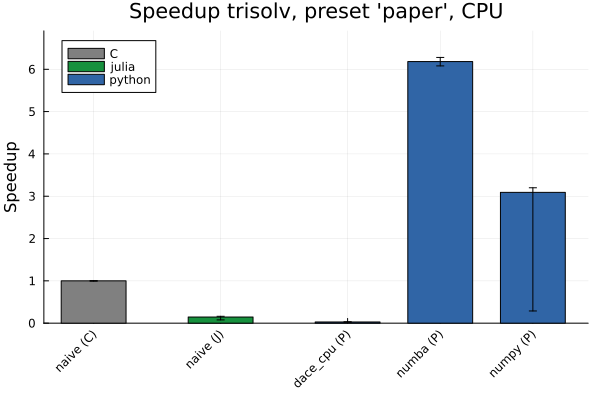 Speedup trisolv, preset 'paper', CPU
C
julia
python
Speedup
6
5
4
3
2
1
0
naive (C)
naive (J)
dace_cpu (P)
numba (P)
numpy (P)